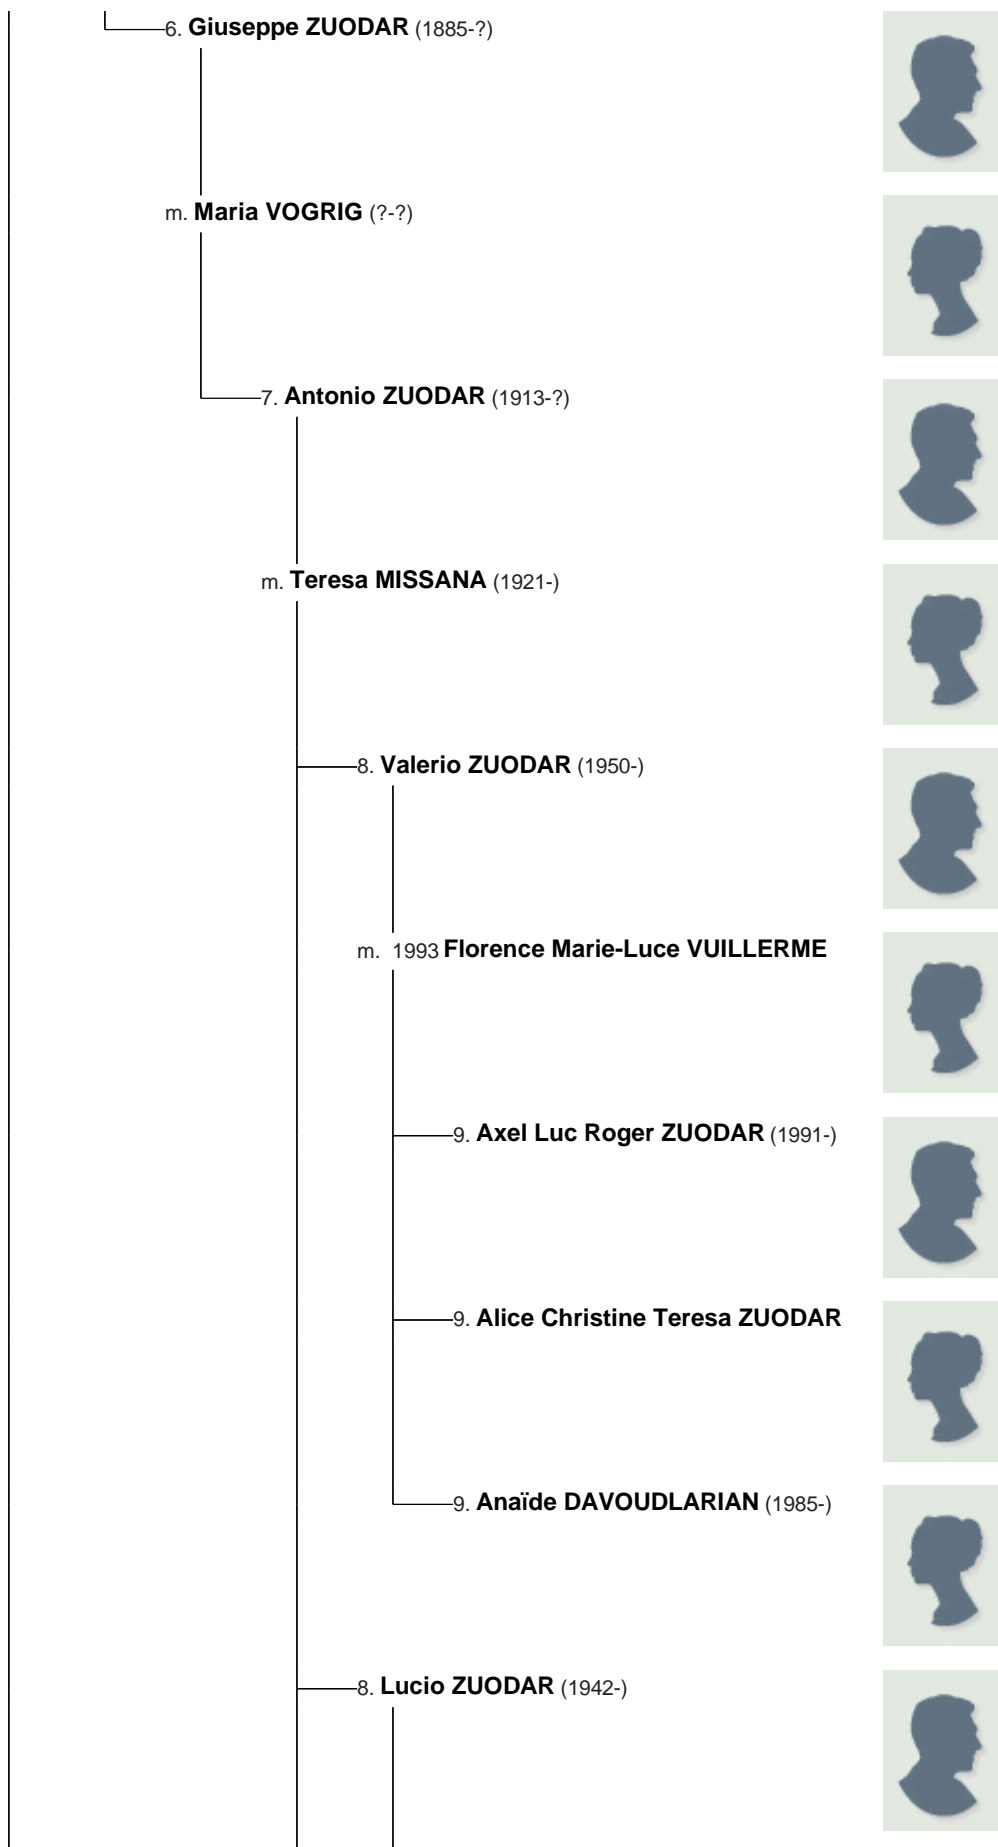 6. Giuseppe ZUODAR (1885-?)
m. Maria VOGRIG (?-?)
7. Antonio ZUODAR (1913-?)
m. Teresa MISSANA (1921-)
8. Valerio ZUODAR (1950-)
m. 1993 Florence Marie-Luce VUILLERME
9. Axel Luc Roger ZUODAR (1991-)
9. Alice Christine Teresa ZUODAR
9. Anaïde DAVOUDLARIAN (1985-)
8. Lucio ZUODAR (1942-)